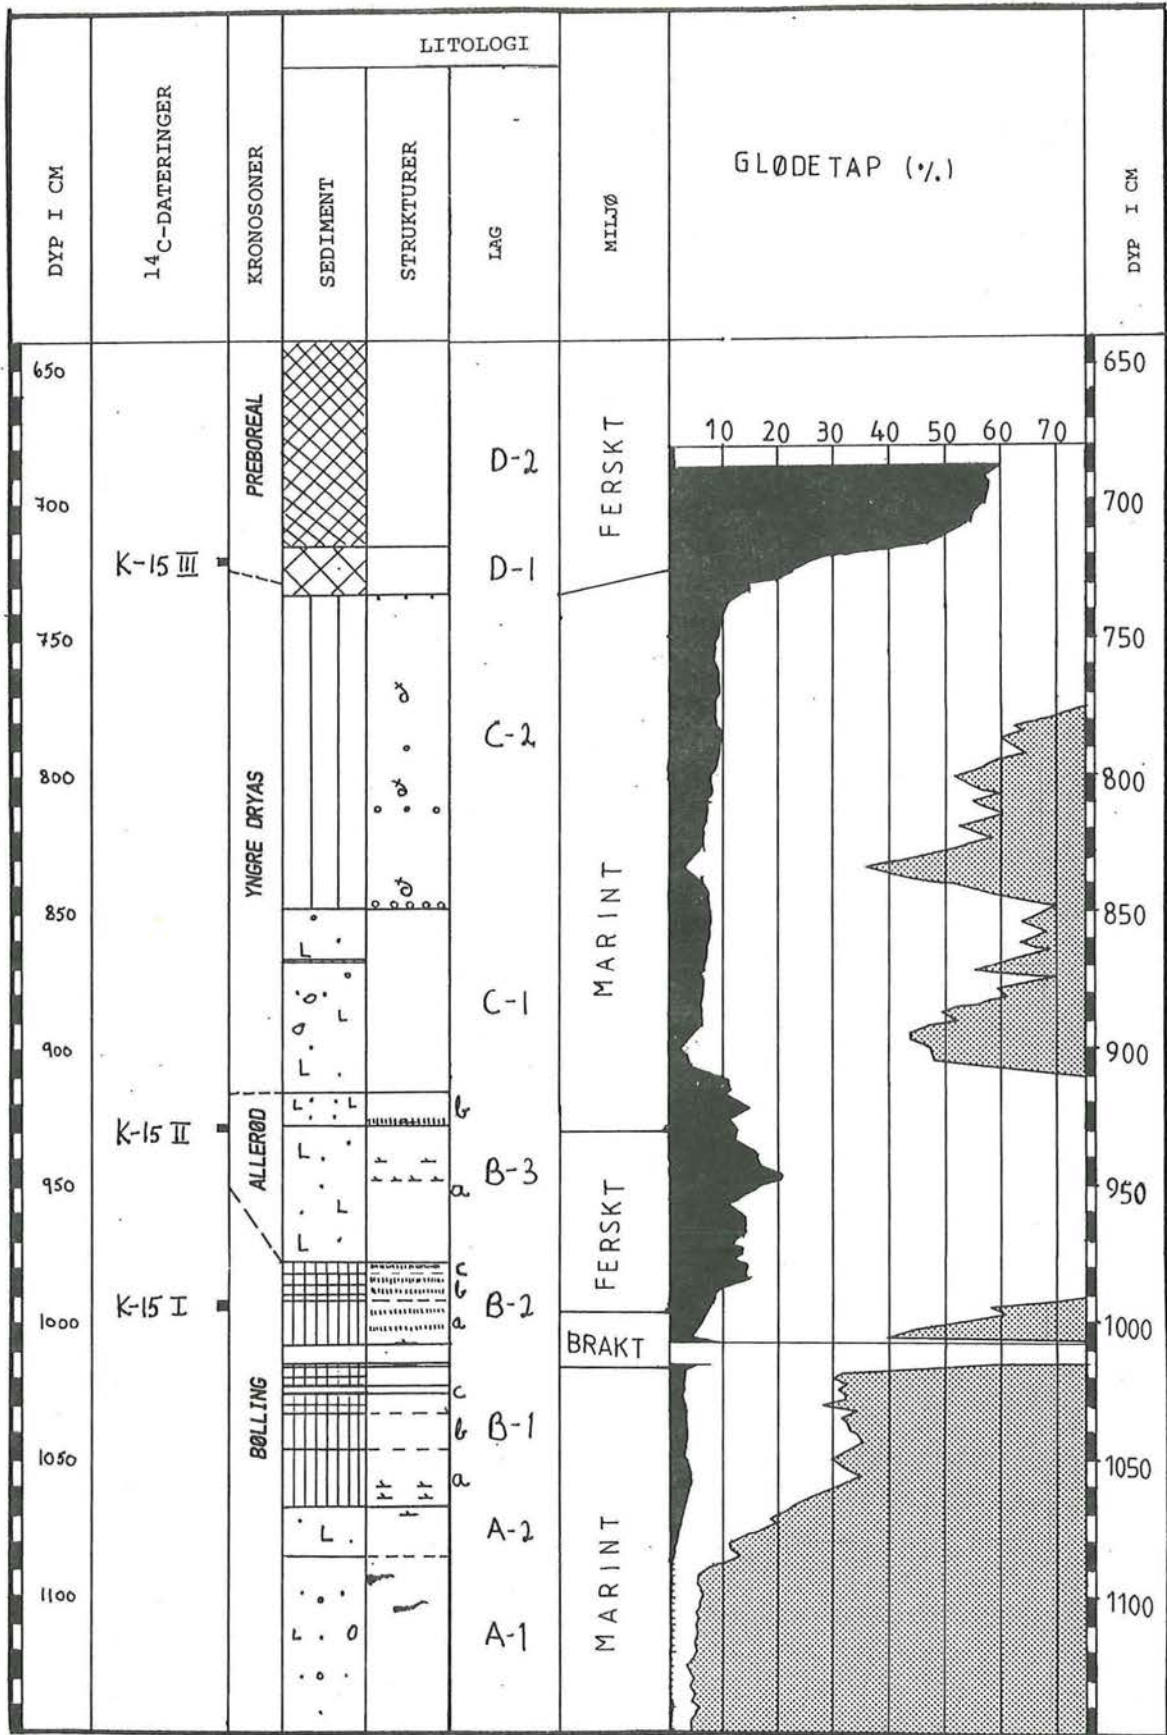 LITOLOGI
DYP I CM
14C-DATERINGER
KRONOSONER
SEDIMENT
STRUKTURER
LAG
MILJØ
GLØDETAP (%)
DYP I CM
650
700
750
800
850
900
950
1000
1050
1100
K-15 III
K-15 II
K-15 I
PREBOREAL
YNGRE DRYAS
ALLERØD
BØLLING
D-2
D-1
C-2
C-1
b
B-3
a
c
b
B-2
a
c
b
B-1
a
A-2
A-1
FERSKT
MARINT
FERSKT
BRAKT
MARINT
10 20 30 40 50 60 70
650
700
750
800
850
900
950
1000
1050
1100